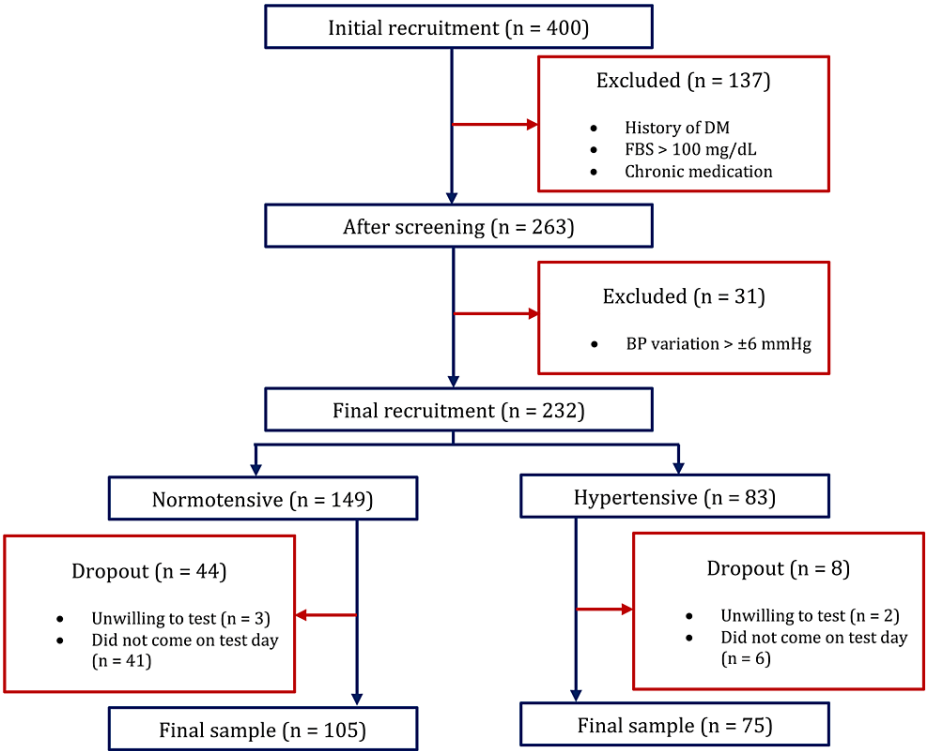 Initial recruitment (n = 400)
Excluded (n = 137)
• History of DM
• FBS > 100 mg/dL
• Chronic medication
After screening (n = 263)
Excluded (n = 31)
• BP variation > ±6 mmHg
Final recruitment (n = 232)
Normotensive (n = 149)
Hypertensive (n = 83)
Dropout (n = 44)
• Unwilling to test (n = 3)
• Did not come on test day
(n = 41)
Dropout (n = 8)
• Unwilling to test (n = 2)
• Did not come on test day
(n = 6)
Final sample (n = 105)
Final sample (n = 75)